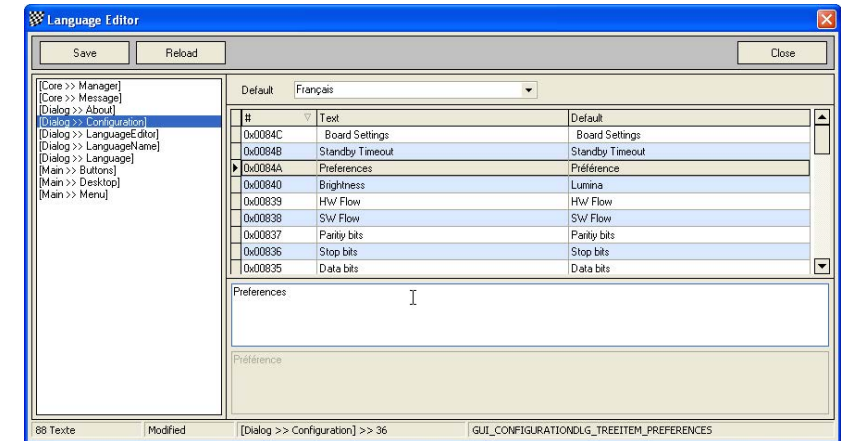 Language Editor
Save Reload Close
[Core >> Manager]
[Core >> Message]
[Dialog >> About]
[Dialog >> Configuration]
[Dialog >> LanguageEditor]
[Dialog >> LanguageName]
[Dialog >> Language]
[Main >> Buttons]
[Main >> Desktop]
[Main >> Menu]
Default Français
# Text Default
0x0084C Board Settings Board Settings
0x0084B Standby Timeout Standby Timeout
0x0084A Preferences Préférence
0x00840 Brightness Lumina
0x00839 HW Flow HW Flow
0x00838 SW Flow SW Flow
0x00837 Paritiy bits Paritiy bits
0x00836 Stop bits Stop bits
0x00835 Data bits Data bits
Preferences
Préférence
88 Texte Modified [Dialog >> Configuration] >> 36 GUI_CONFIGURATIONDLG_TREEITEM_PREFERENCES